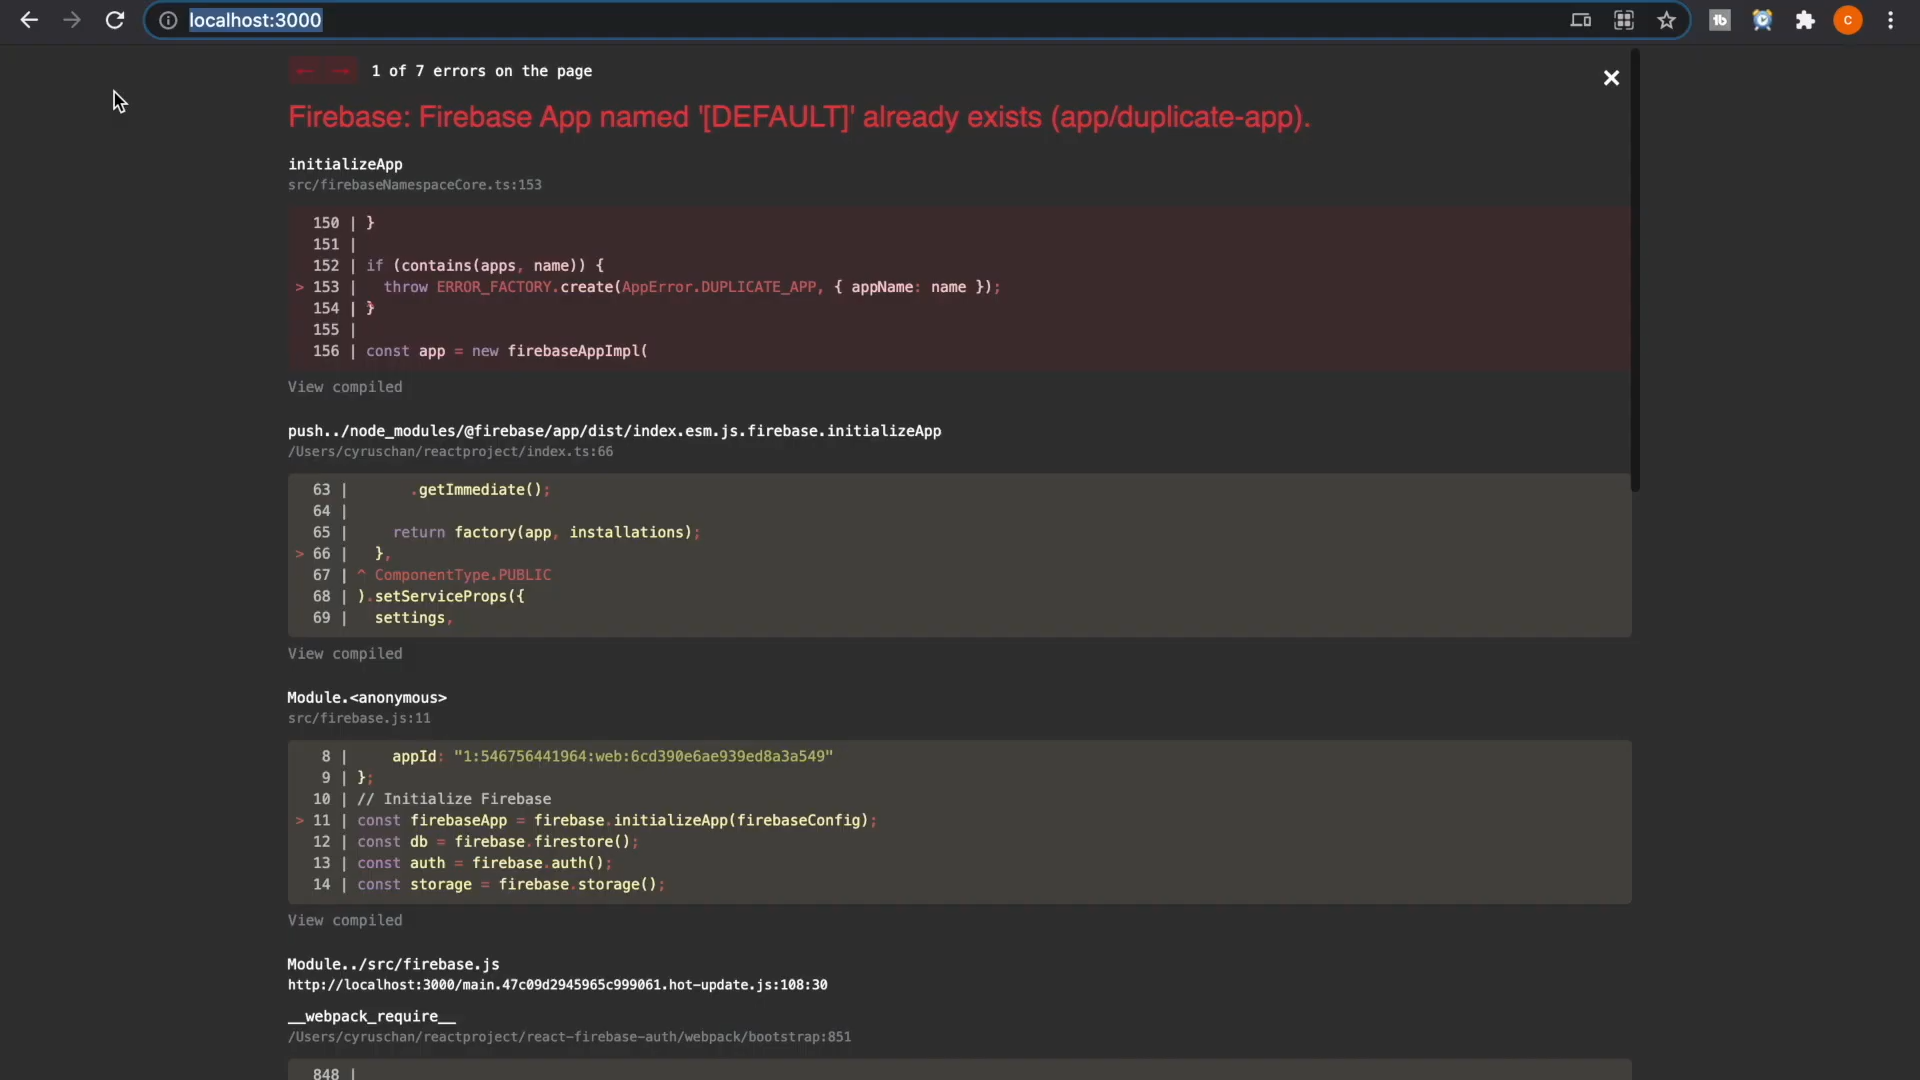 localhost:3000
1 of 7 errors on the page
Firebase: Firebase App named '[DEFAULT]' already exists (app/duplicate-app).
initializeApp
src/firebaseNamespaceCore.ts:153
150 | }
151 |
152 | if (contains(apps, name)) {
> 153 |   throw ERROR_FACTORY.create(AppError.DUPLICATE_APP, { appName: name });
154 | }
155 |
156 | const app = new firebaseAppImpl(
View compiled
push../node_modules/@firebase/app/dist/index.esm.js.firebase.initializeApp
/Users/cyruschan/reactproject/index.ts:66
63 |       .getImmediate();
64 |
65 |     return factory(app, installations);
> 66 |   },
67 | ^ ComponentType.PUBLIC
68 | ).setServiceProps({
69 |   settings,
View compiled
Module.<anonymous>
src/firebase.js:11
8 |     appId: "1:546756441964:web:6cd390e6ae939ed8a3a549"
9 | };
10 | // Initialize Firebase
> 11 | const firebaseApp = firebase.initializeApp(firebaseConfig);
12 | const db = firebase.firestore();
13 | const auth = firebase.auth();
14 | const storage = firebase.storage();
View compiled
Module../src/firebase.js
http://localhost:3000/main.47c09d2945965c999061.hot-update.js:108:30
__webpack_require__
/Users/cyruschan/reactproject/react-firebase-auth/webpack/bootstrap:851
848 |